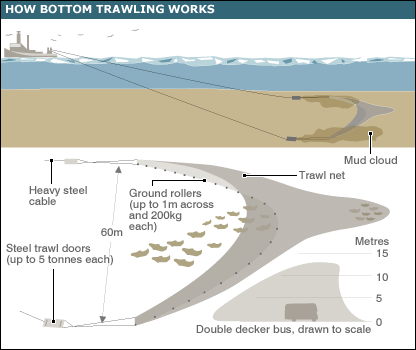 HOW BOTTOM TRAWLING WORKS
Mud cloud
Trawl net
Heavy steel
cable
Ground rollers
(up to 1m across
and 200kg
each)
60m
Steel trawl doors
(up to 5 tonnes each)
Metres
15
10
5
0
Double decker bus, drawn to scale